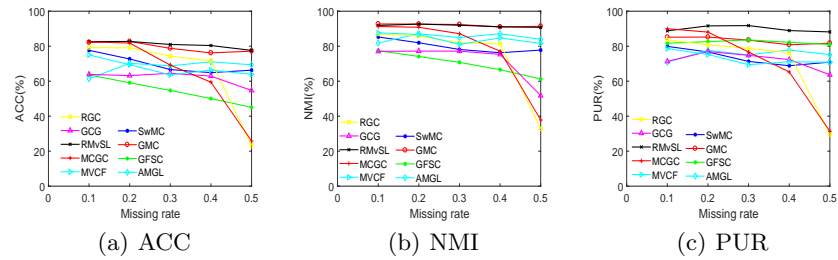 100
80
60
40
20
0
ACC(%)
RGC
GCG
RMvSL
MCGC
MVCF
SwMC
GMC
GFSC
AMGL
0 0.1 0.2 0.3 0.4 0.5
Missing rate
(a) ACC
100
80
60
40
20
0
NMI(%)
RGC
GCG
RMvSL
MCGC
MVCF
SwMC
GMC
GFSC
AMGL
0 0.1 0.2 0.3 0.4 0.5
Missing rate
(b) NMI
100
80
60
40
20
0
PUR(%)
RGC
GCG
RMvSL
MCGC
MVCF
SwMC
GMC
GFSC
AMGL
0 0.1 0.2 0.3 0.4 0.5
Missing rate
(c) PUR